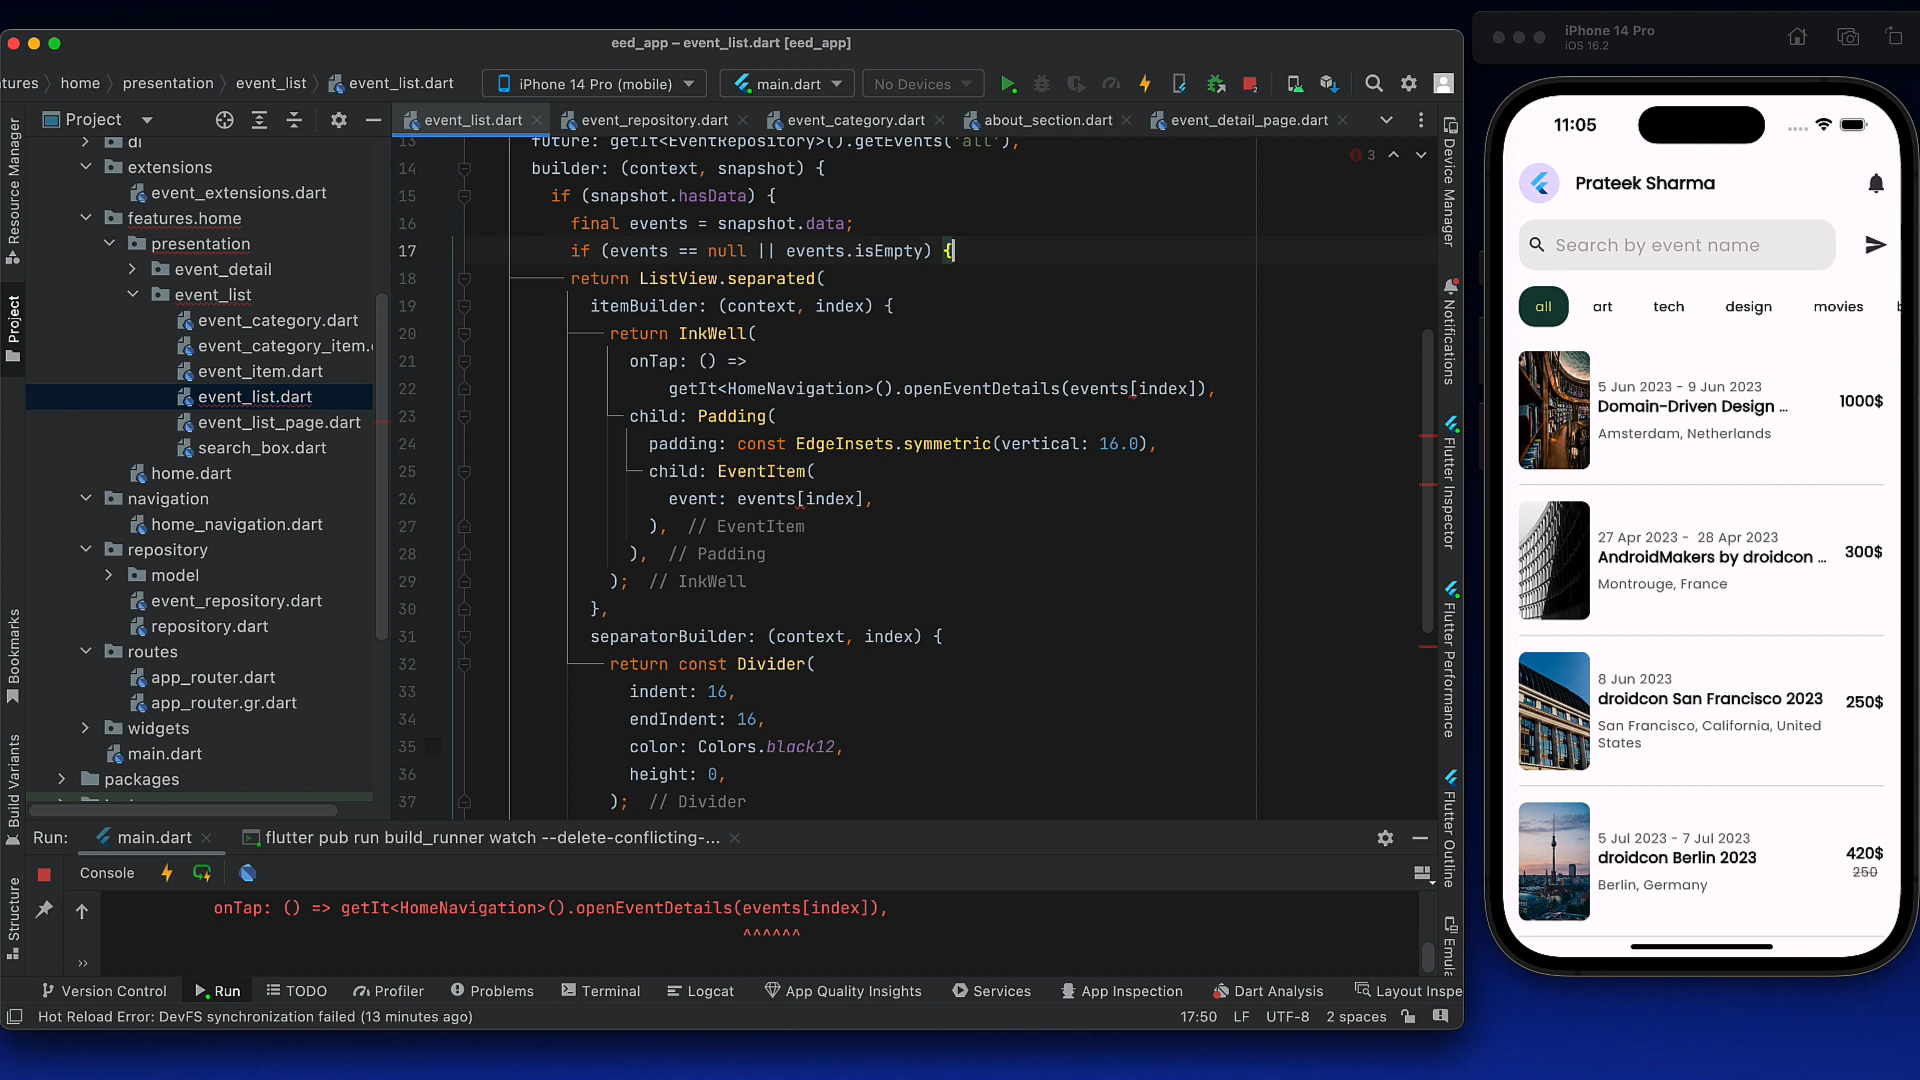 eed_app – event_list.dart [eed_app]
tures home presentation event_list event_list.dart
iPhone 14 Pro (mobile)
main.dart
No Devices
Project
event_list.dart
event_repository.dart
event_category.dart
about_section.dart
event_detail_page.dart
di
extensions
event_extensions.dart
features.home
presentation
event_detail
event_list
event_category.dart
event_category_item.
event_item.dart
event_list.dart
event_list_page.dart
search_box.dart
home.dart
navigation
home_navigation.dart
repository
model
event_repository.dart
repository.dart
routes
app_router.dart
app_router.gr.dart
widgets
main.dart
packages
Resource Manager
Project
Bookmarks
Build Variants
Structure
3
13 future: getIt<EventRepository>().getEvents('all'),
14 builder: (context, snapshot) {
15 if (snapshot.hasData) {
16 final events = snapshot.data;
17 if (events == null || events.isEmpty) {
18 return ListView.separated(
19 itemBuilder: (context, index) {
20 return InkWell(
21 onTap: () =>
22 getIt<HomeNavigation>().openEventDetails(events[index]),
23 child: Padding(
24 padding: const EdgeInsets.symmetric(vertical: 16.0),
25 child: EventItem(
26 event: events[index],
27 ), // EventItem
28 ), // Padding
29 ); // InkWell
30 },
31 separatorBuilder: (context, index) {
32 return const Divider(
33 indent: 16,
34 endIndent: 16,
35 color: Colors.black12,
36 height: 0,
37 ); // Divider
Device Manager
Notifications
Flutter Inspector
Flutter Performance
Flutter Outline
Emula
Run: main.dart flutter pub run build_runner watch --delete-conflicting-...
Console
onTap: () => getIt<HomeNavigation>().openEventDetails(events[index]),
^^^^^^
Version Control Run TODO Profiler Problems Terminal Logcat App Quality Insights Services App Inspection Dart Analysis Layout Inspe
Hot Reload Error: DevFS synchronization failed (13 minutes ago) 17:50 LF UTF-8 2 spaces
iPhone 14 Pro
iOS 16.2
11:05
Prateek Sharma
Search by event name
all art tech design movies
5 Jun 2023 - 9 Jun 2023
Domain-Driven Design ... 1000$
Amsterdam, Netherlands
27 Apr 2023 - 28 Apr 2023
AndroidMakers by droidcon ... 300$
Montrouge, France
8 Jun 2023
droidcon San Francisco 2023 250$
San Francisco, California, United
States
5 Jul 2023 - 7 Jul 2023
droidcon Berlin 2023 420$
250
Berlin, Germany